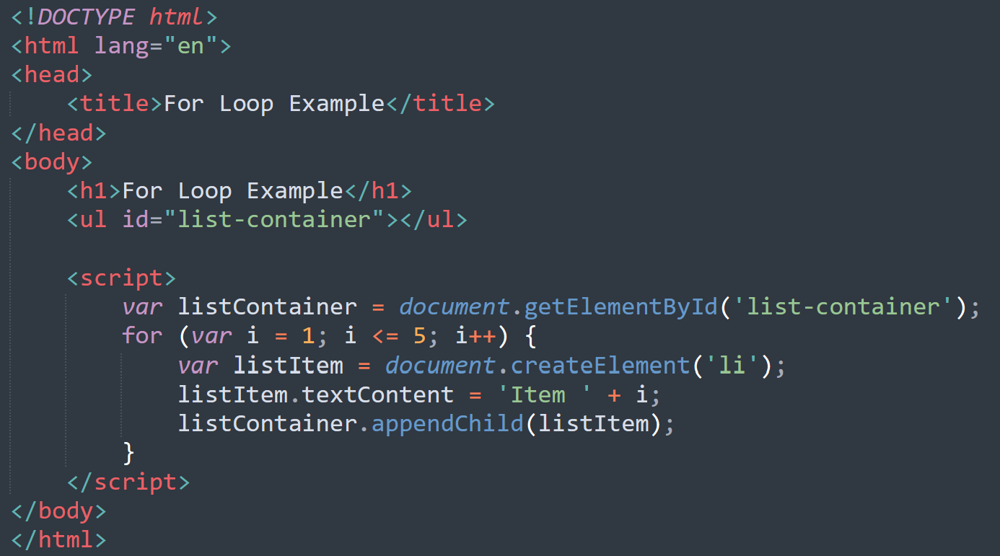 <!DOCTYPE html>
<html lang="en">
<head>
    <title>For Loop Example</title>
</head>
<body>
    <h1>For Loop Example</h1>
    <ul id="list-container"></ul>

    <script>
        var listContainer = document.getElementById('list-container');
        for (var i = 1; i <= 5; i++) {
            var listItem = document.createElement('li');
            listItem.textContent = 'Item ' + i;
            listContainer.appendChild(listItem);
        }
    </script>
</body>
</html>